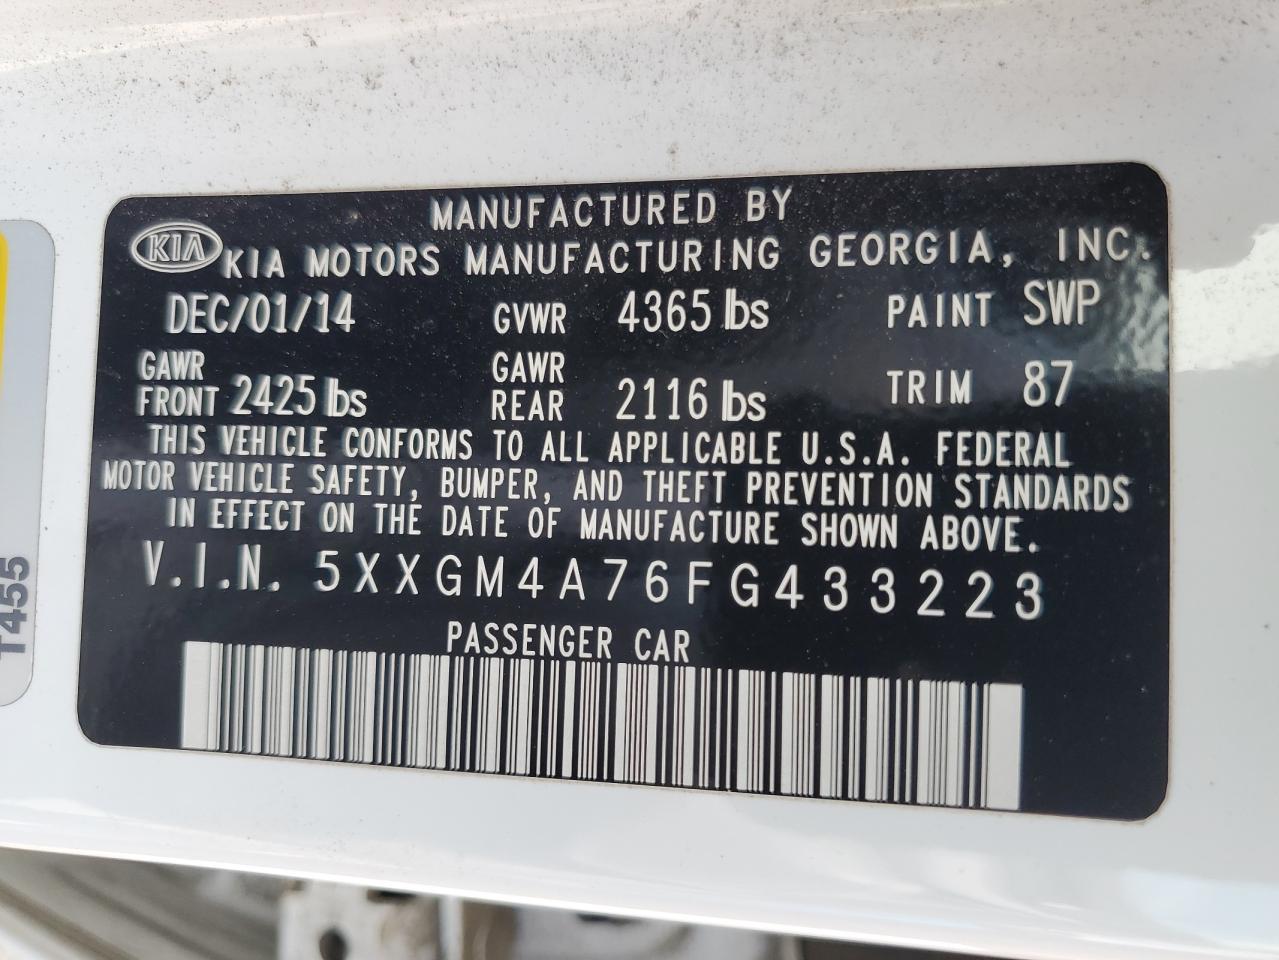 MANUFACTURED BY
KIA KIA MOTORS MANUFACTURING GEORGIA, INC.
DEC/01/14 GVWR 4365 lbs PAINT SWP
GAWR FRONT 2425 lbs GAWR REAR 2116 lbs TRIM 87
THIS VEHICLE CONFORMS TO ALL APPLICABLE U.S.A. FEDERAL
MOTOR VEHICLE SAFETY, BUMPER, AND THEFT PREVENTION STANDARDS
IN EFFECT ON THE DATE OF MANUFACTURE SHOWN ABOVE.
V.I.N. 5XXGM4A76FG433223
PASSENGER CAR
T455